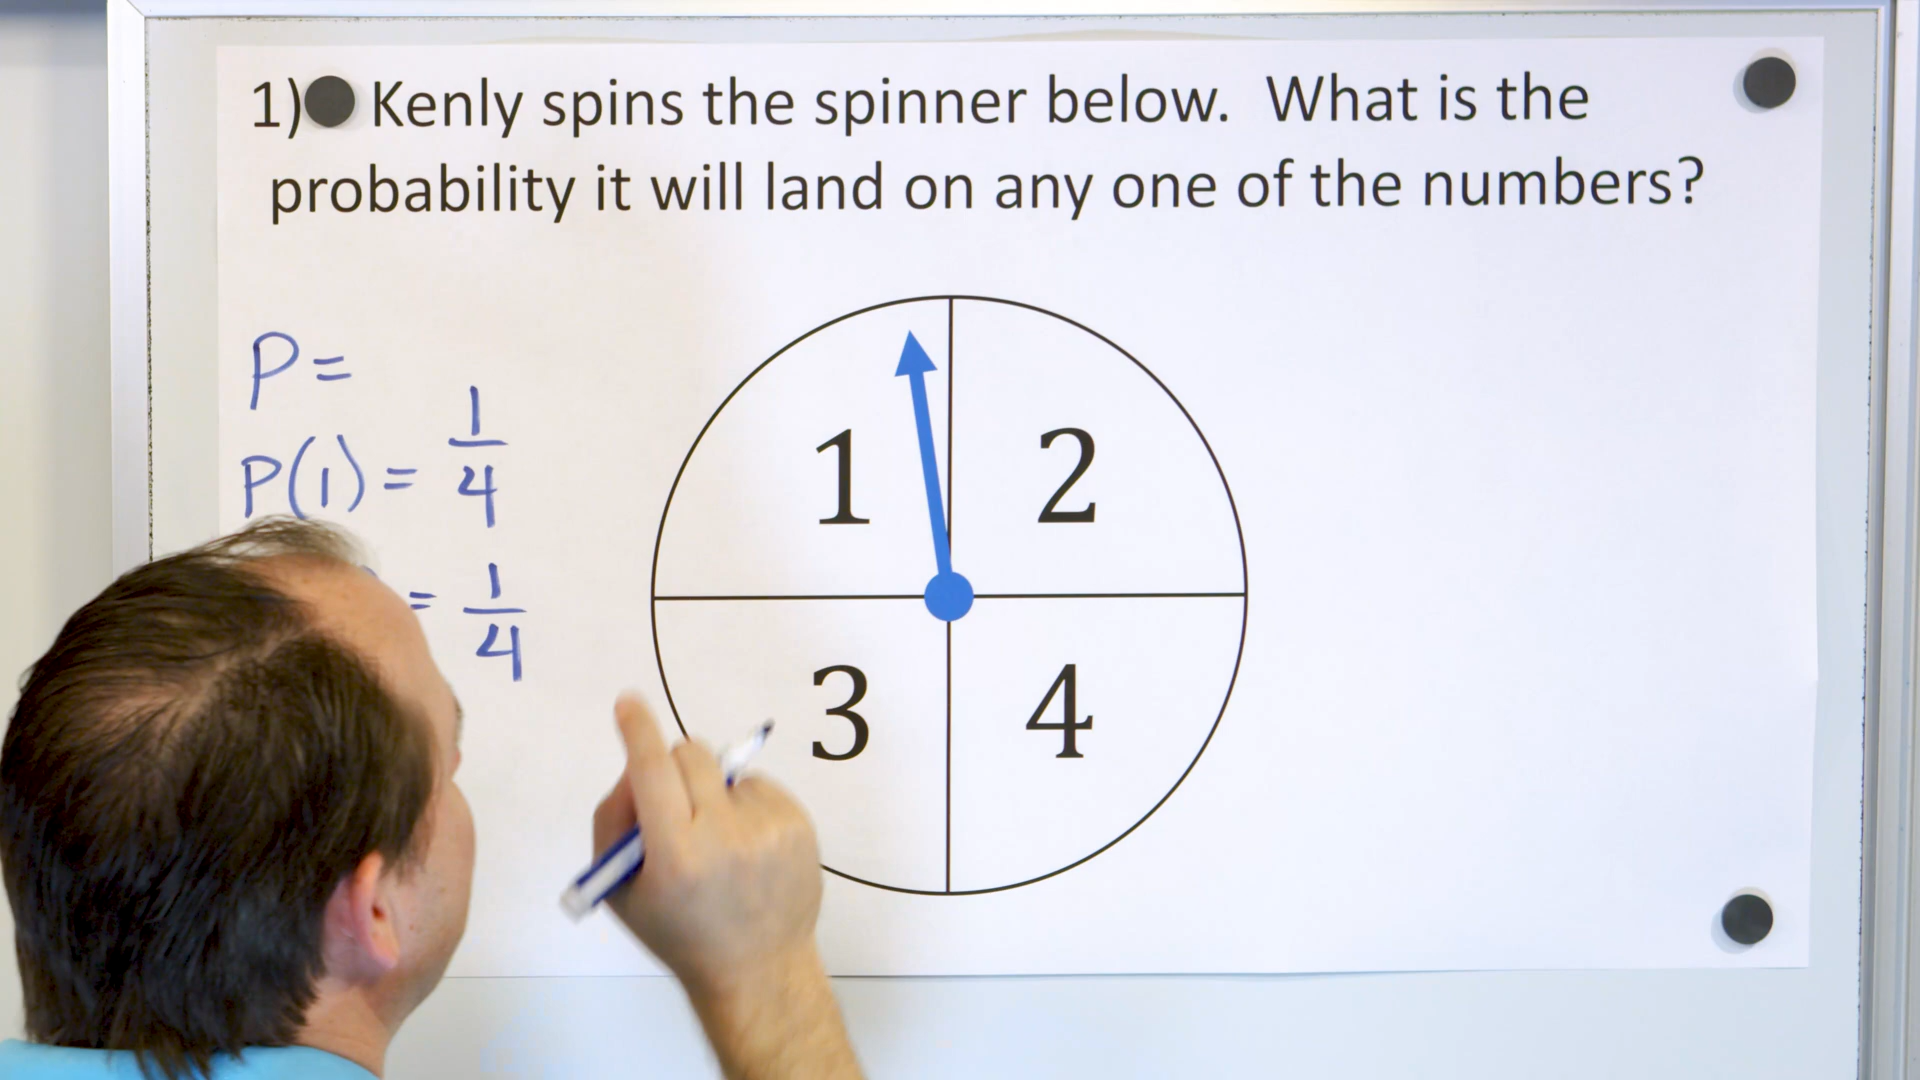 1) Kenly spins the spinner below. What is the
probability it will land on any one of the numbers?
P=
P(1) = 1/4
= 1/4
1 2
3 4